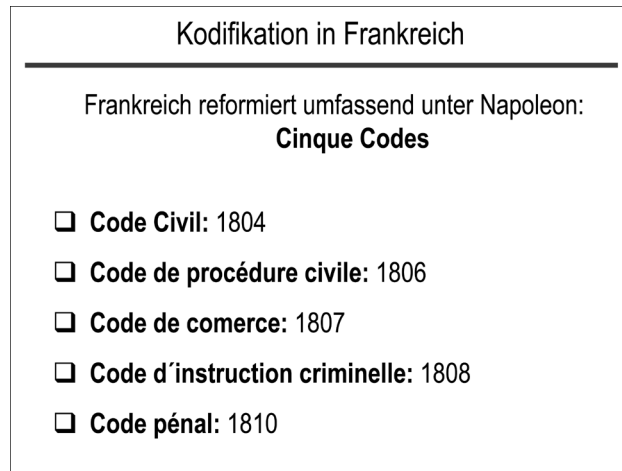 Kodifikation in Frankreich
Frankreich reformiert umfassend unter Napoleon:
Cinque Codes
❑ Code Civil: 1804
❑ Code de procédure civile: 1806
❑ Code de comerce: 1807
❑ Code d´instruction criminelle: 1808
❑ Code pénal: 1810